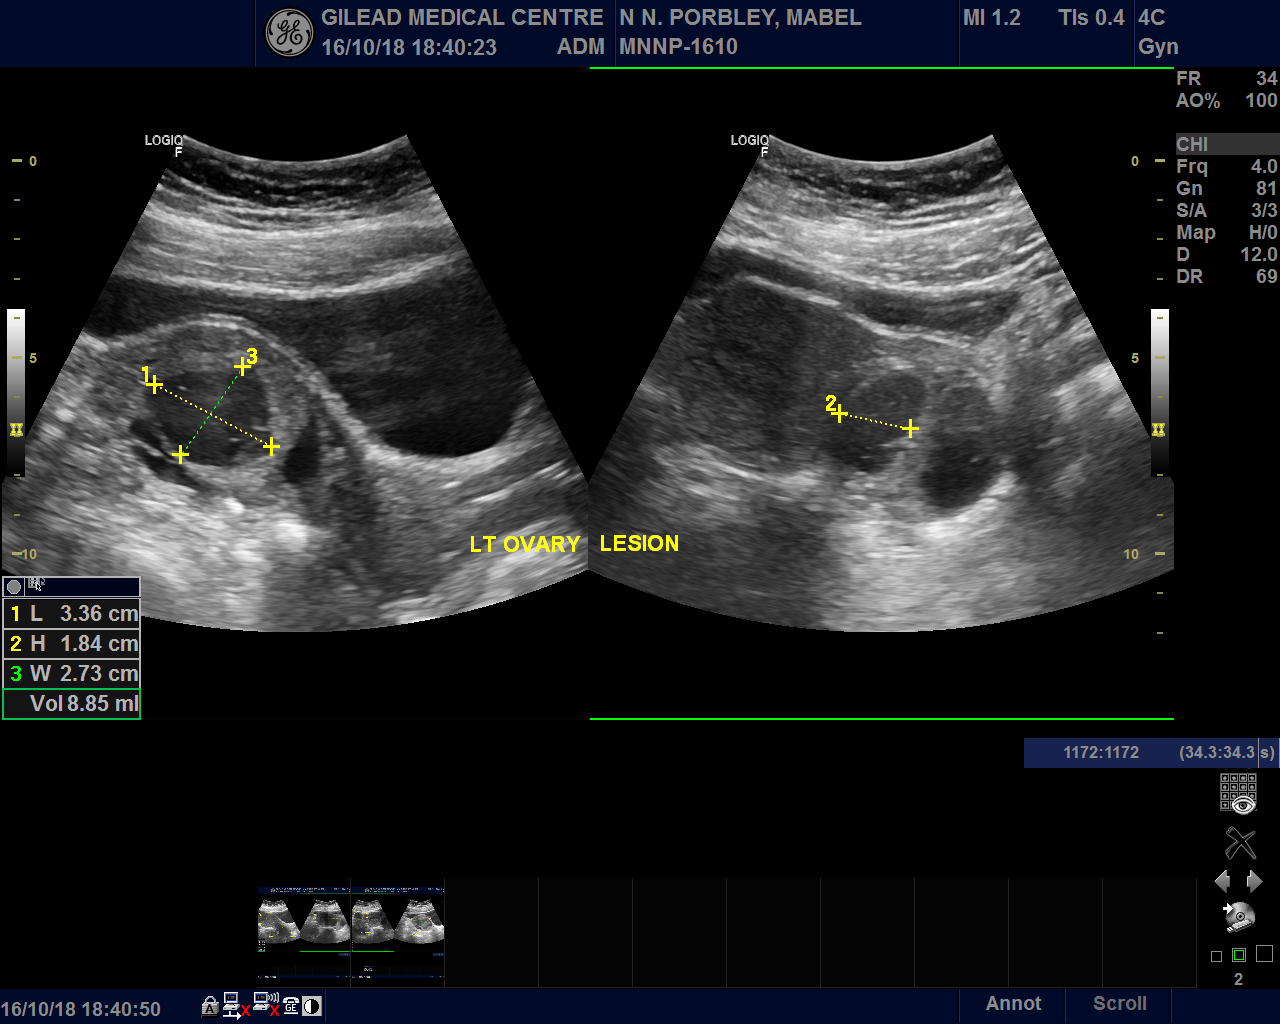 GILEAD MEDICAL CENTRE
16/10/18 18:40:23 ADM
N N. PORBLEY, MABEL
MNNP-1610
MI 1.2 TIs 0.4
4C
Gyn
FR 34
AO% 100
CHI
Frq 4.0
Gn 81
S/A 3/3
Map H/0
D 12.0
DR 69
LOGIQ
F
LOGIQ
F
0
5
10
0
5
10
1
3
2
LT OVARY
LESION
1 L 3.36 cm
2 H 1.84 cm
3 W 2.73 cm
Vol 8.85 ml
1172:1172 (34.3:34.3 s)
2
16/10/18 18:40:50
A
GE
Annot
Scroll